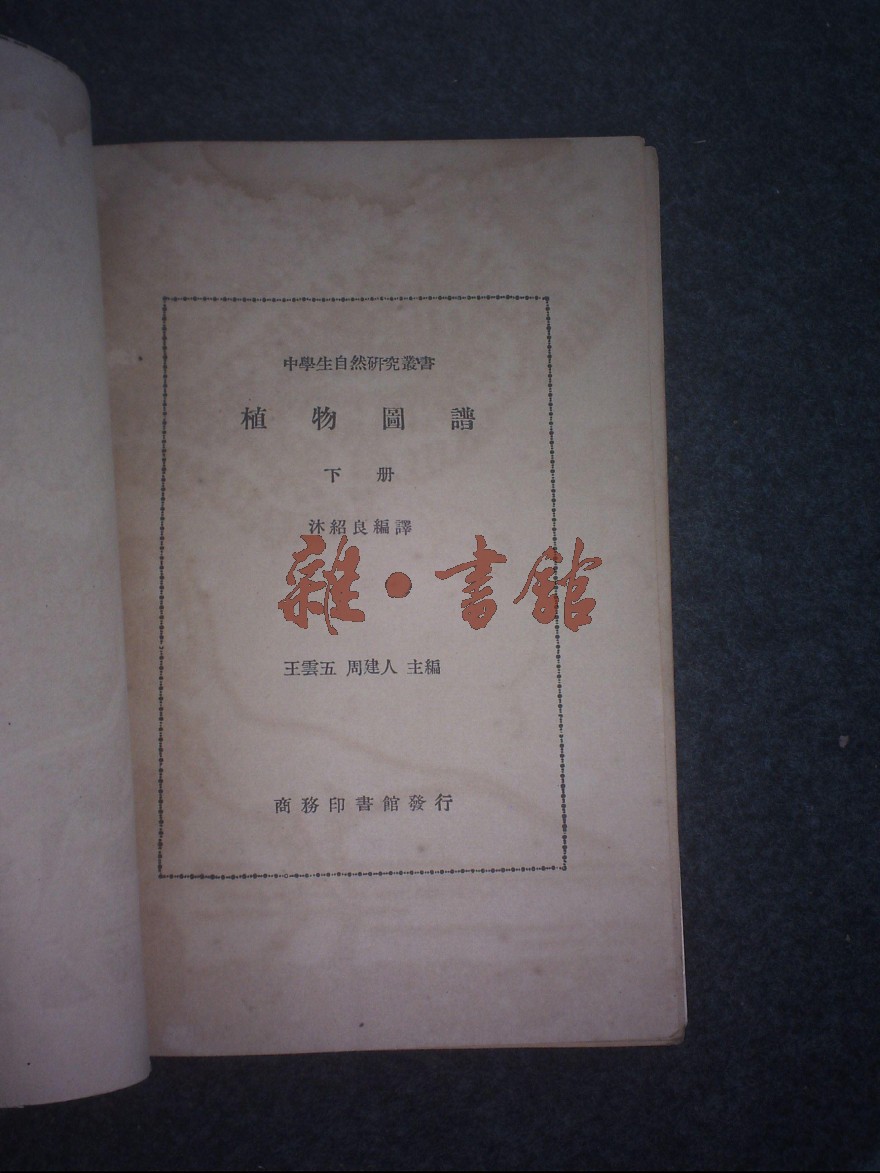 中學生自然研究叢書
植物圖譜
下册
沐紹良編譯
雜·書館
王雲五 周建人 主編
商務印書館發行